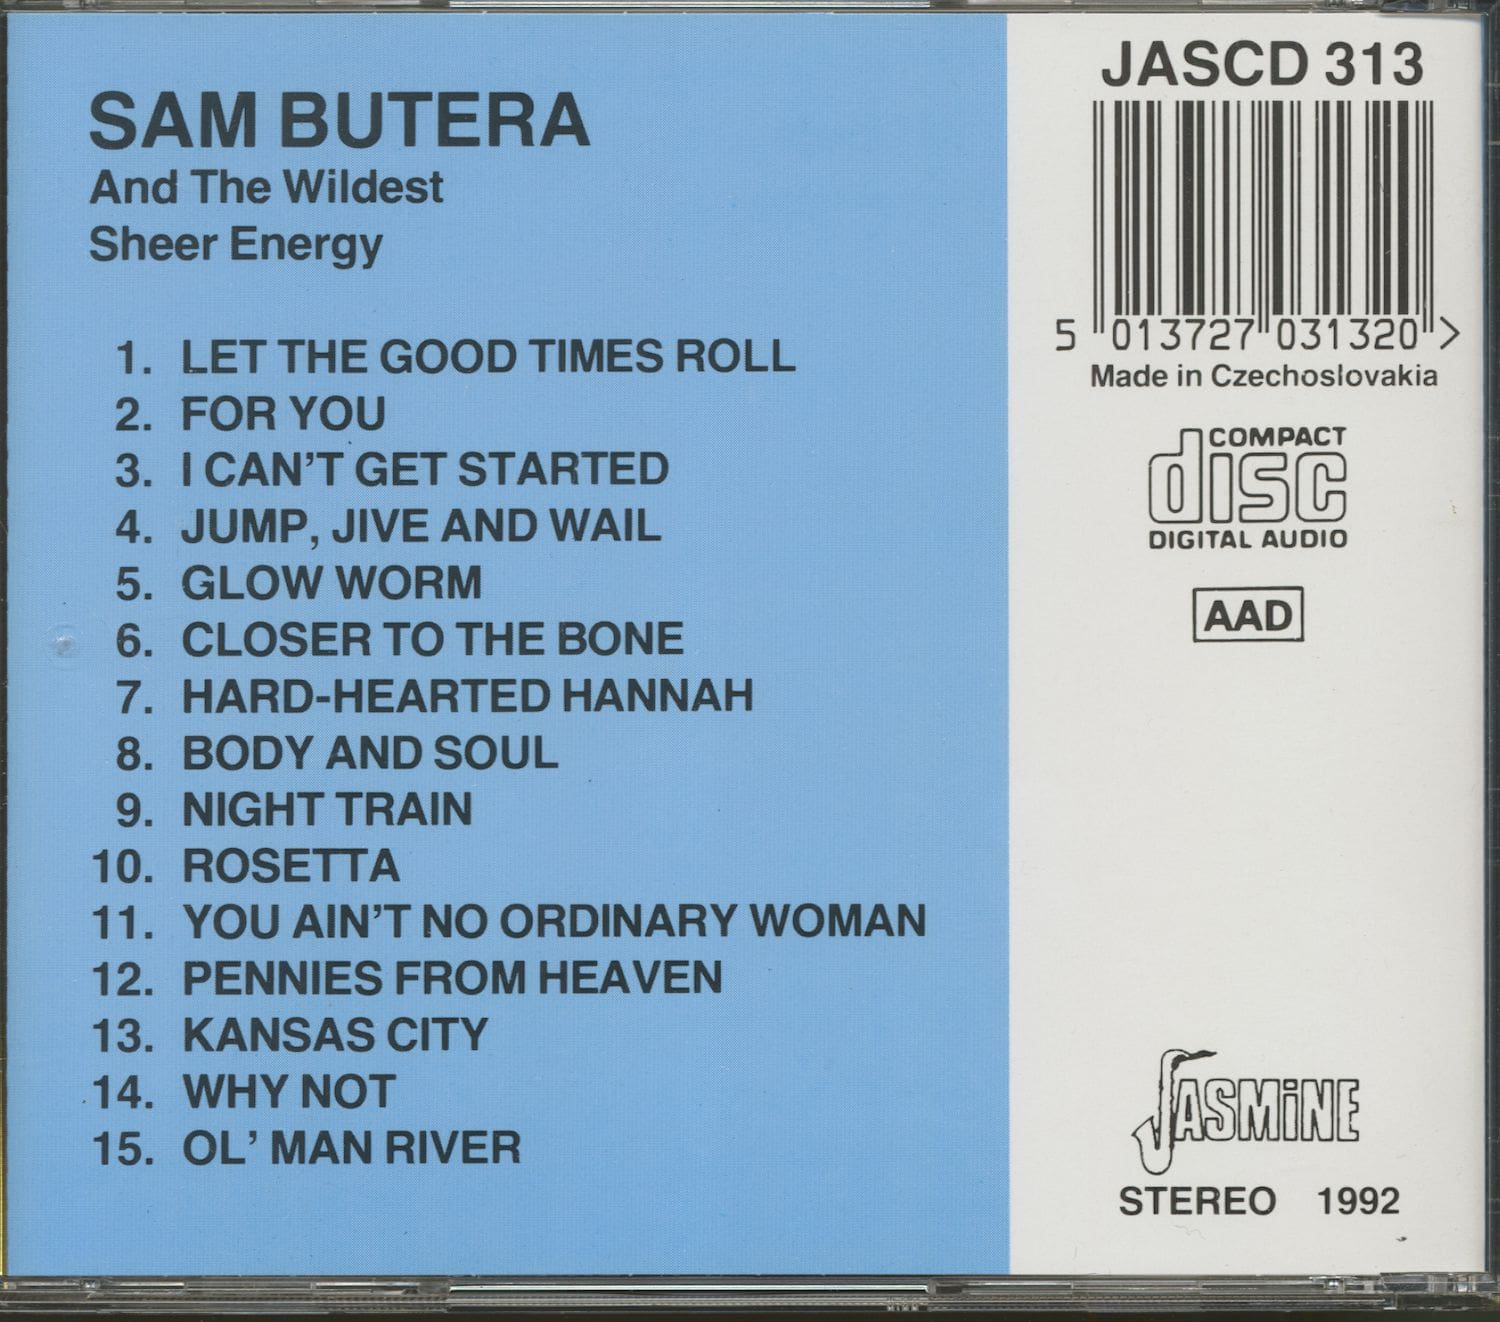 SAM BUTERA
And The Wildest
Sheer Energy
1. LET THE GOOD TIMES ROLL
2. FOR YOU
3. I CAN'T GET STARTED
4. JUMP, JIVE AND WAIL
5. GLOW WORM
6. CLOSER TO THE BONE
7. HARD-HEARTED HANNAH
8. BODY AND SOUL
9. NIGHT TRAIN
10. ROSETTA
11. YOU AIN'T NO ORDINARY WOMAN
12. PENNIES FROM HEAVEN
13. KANSAS CITY
14. WHY NOT
15. OL' MAN RIVER
JASCD 313
5 013727 031320 >
Made in Czechoslovakia
COMPACT
disc
DIGITAL AUDIO
AAD
JASMiNE
STEREO 1992